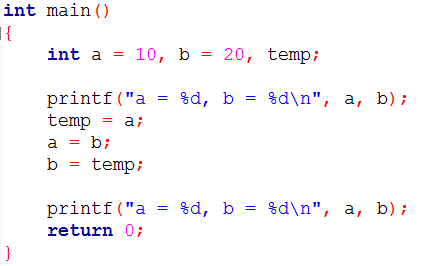 int main()
{
    int a = 10, b = 20, temp;

    printf("a = %d, b = %d\n", a, b);
    temp = a;
    a = b;
    b = temp;

    printf("a = %d, b = %d\n", a, b);
    return 0;
}